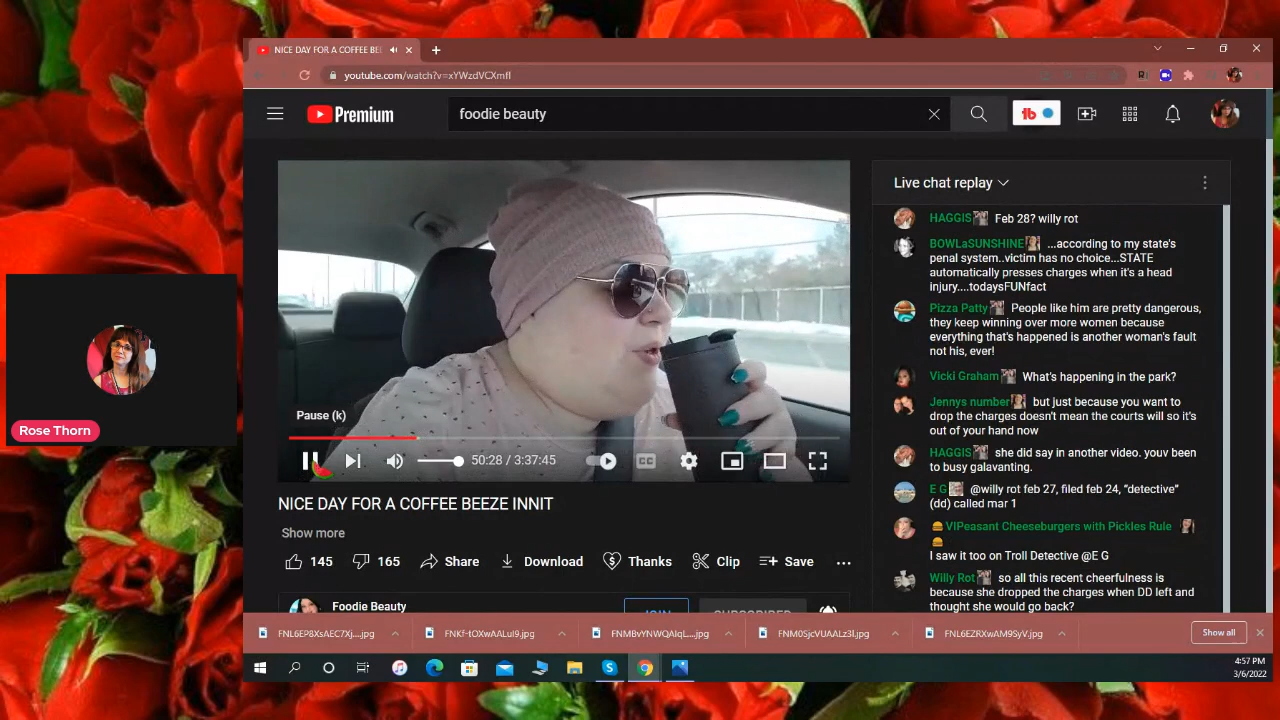 NICE DAY FOR A COFFEE BEE
youtube.com/watch?v=xYWzdVCXmfI
Premium
foodie beauty
Live chat replay
HAGGIS Feb 28? willy rot
BOWLaSUNSHINE ...according to my state's
penal system..victim has no choice...STATE
automatically presses charges when it's a head
injury....todaysFUNfact
Pizza Patty People like him are pretty dangerous,
they keep winning over more women because
everything that's happened is another woman's fault
not his, ever!
Vicki Graham What's happening in the park?
Jennys number but just because you want to
drop the charges doesn't mean the courts will so it's
out of your hand now
HAGGIS she did say in another video. youv been
to busy galavanting.
E G @willy rot feb 27, filed feb 24, "detective"
(dd) called mar 1
VIPeasant Cheeseburgers with Pickles Rule
I saw it too on Troll Detective @E G
Willy Rot so all this recent cheerfulness is
because she dropped the charges when DD left and
thought she would go back?
Pause (k)
50:28 / 3:37:45
CC
NICE DAY FOR A COFFEE BEEZE INNIT
Show more
145 165 Share Download Thanks Clip Save
Foodie Beauty
JOIN SUBSCRIBED
Rose Thorn
FNL6EP8XsAEC7Xj....jpg
FNKf-tOXwAALuI9.jpg
FNMBvYNWQAIqL....jpg
FNM0SjcVUAALz3I.jpg
FNL6EZRXwAM9SyV.jpg
Show all
4:57 PM
3/6/2022